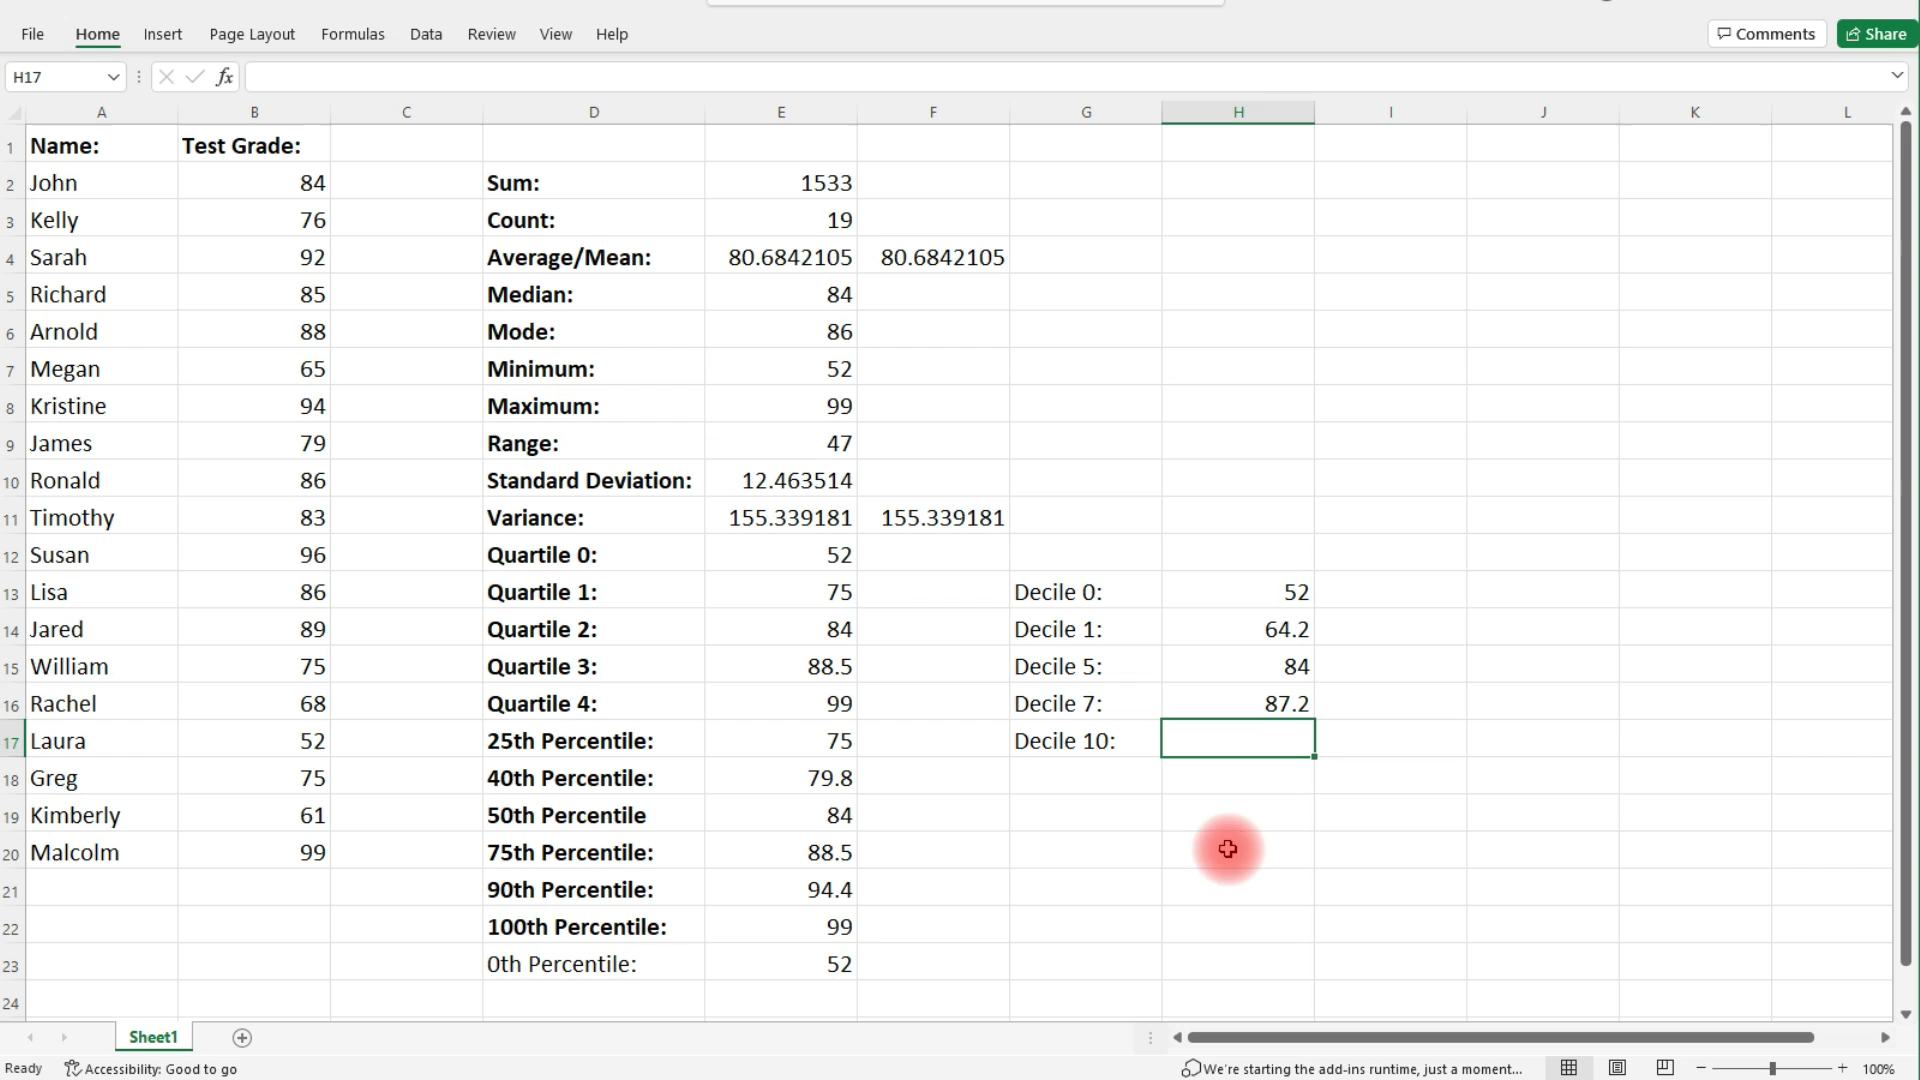 File Home Insert Page Layout Formulas Data Review View Help Comments Share
H17 fx
A B C D E F G H I J K L
1 Name: Test Grade:
2 John 84 Sum: 1533
3 Kelly 76 Count: 19
4 Sarah 92 Average/Mean: 80.6842105 80.6842105
5 Richard 85 Median: 84
6 Arnold 88 Mode: 86
7 Megan 65 Minimum: 52
8 Kristine 94 Maximum: 99
9 James 79 Range: 47
10 Ronald 86 Standard Deviation: 12.463514
11 Timothy 83 Variance: 155.339181 155.339181
12 Susan 96 Quartile 0: 52
13 Lisa 86 Quartile 1: 75 Decile 0: 52
14 Jared 89 Quartile 2: 84 Decile 1: 64.2
15 William 75 Quartile 3: 88.5 Decile 5: 84
16 Rachel 68 Quartile 4: 99 Decile 7: 87.2
17 Laura 52 25th Percentile: 75 Decile 10:
18 Greg 75 40th Percentile: 79.8
19 Kimberly 61 50th Percentile 84
20 Malcolm 99 75th Percentile: 88.5
21 90th Percentile: 94.4
22 100th Percentile: 99
23 0th Percentile: 52
24
Sheet1
Ready Accessibility: Good to go We're starting the add-ins runtime, just a moment... 100%